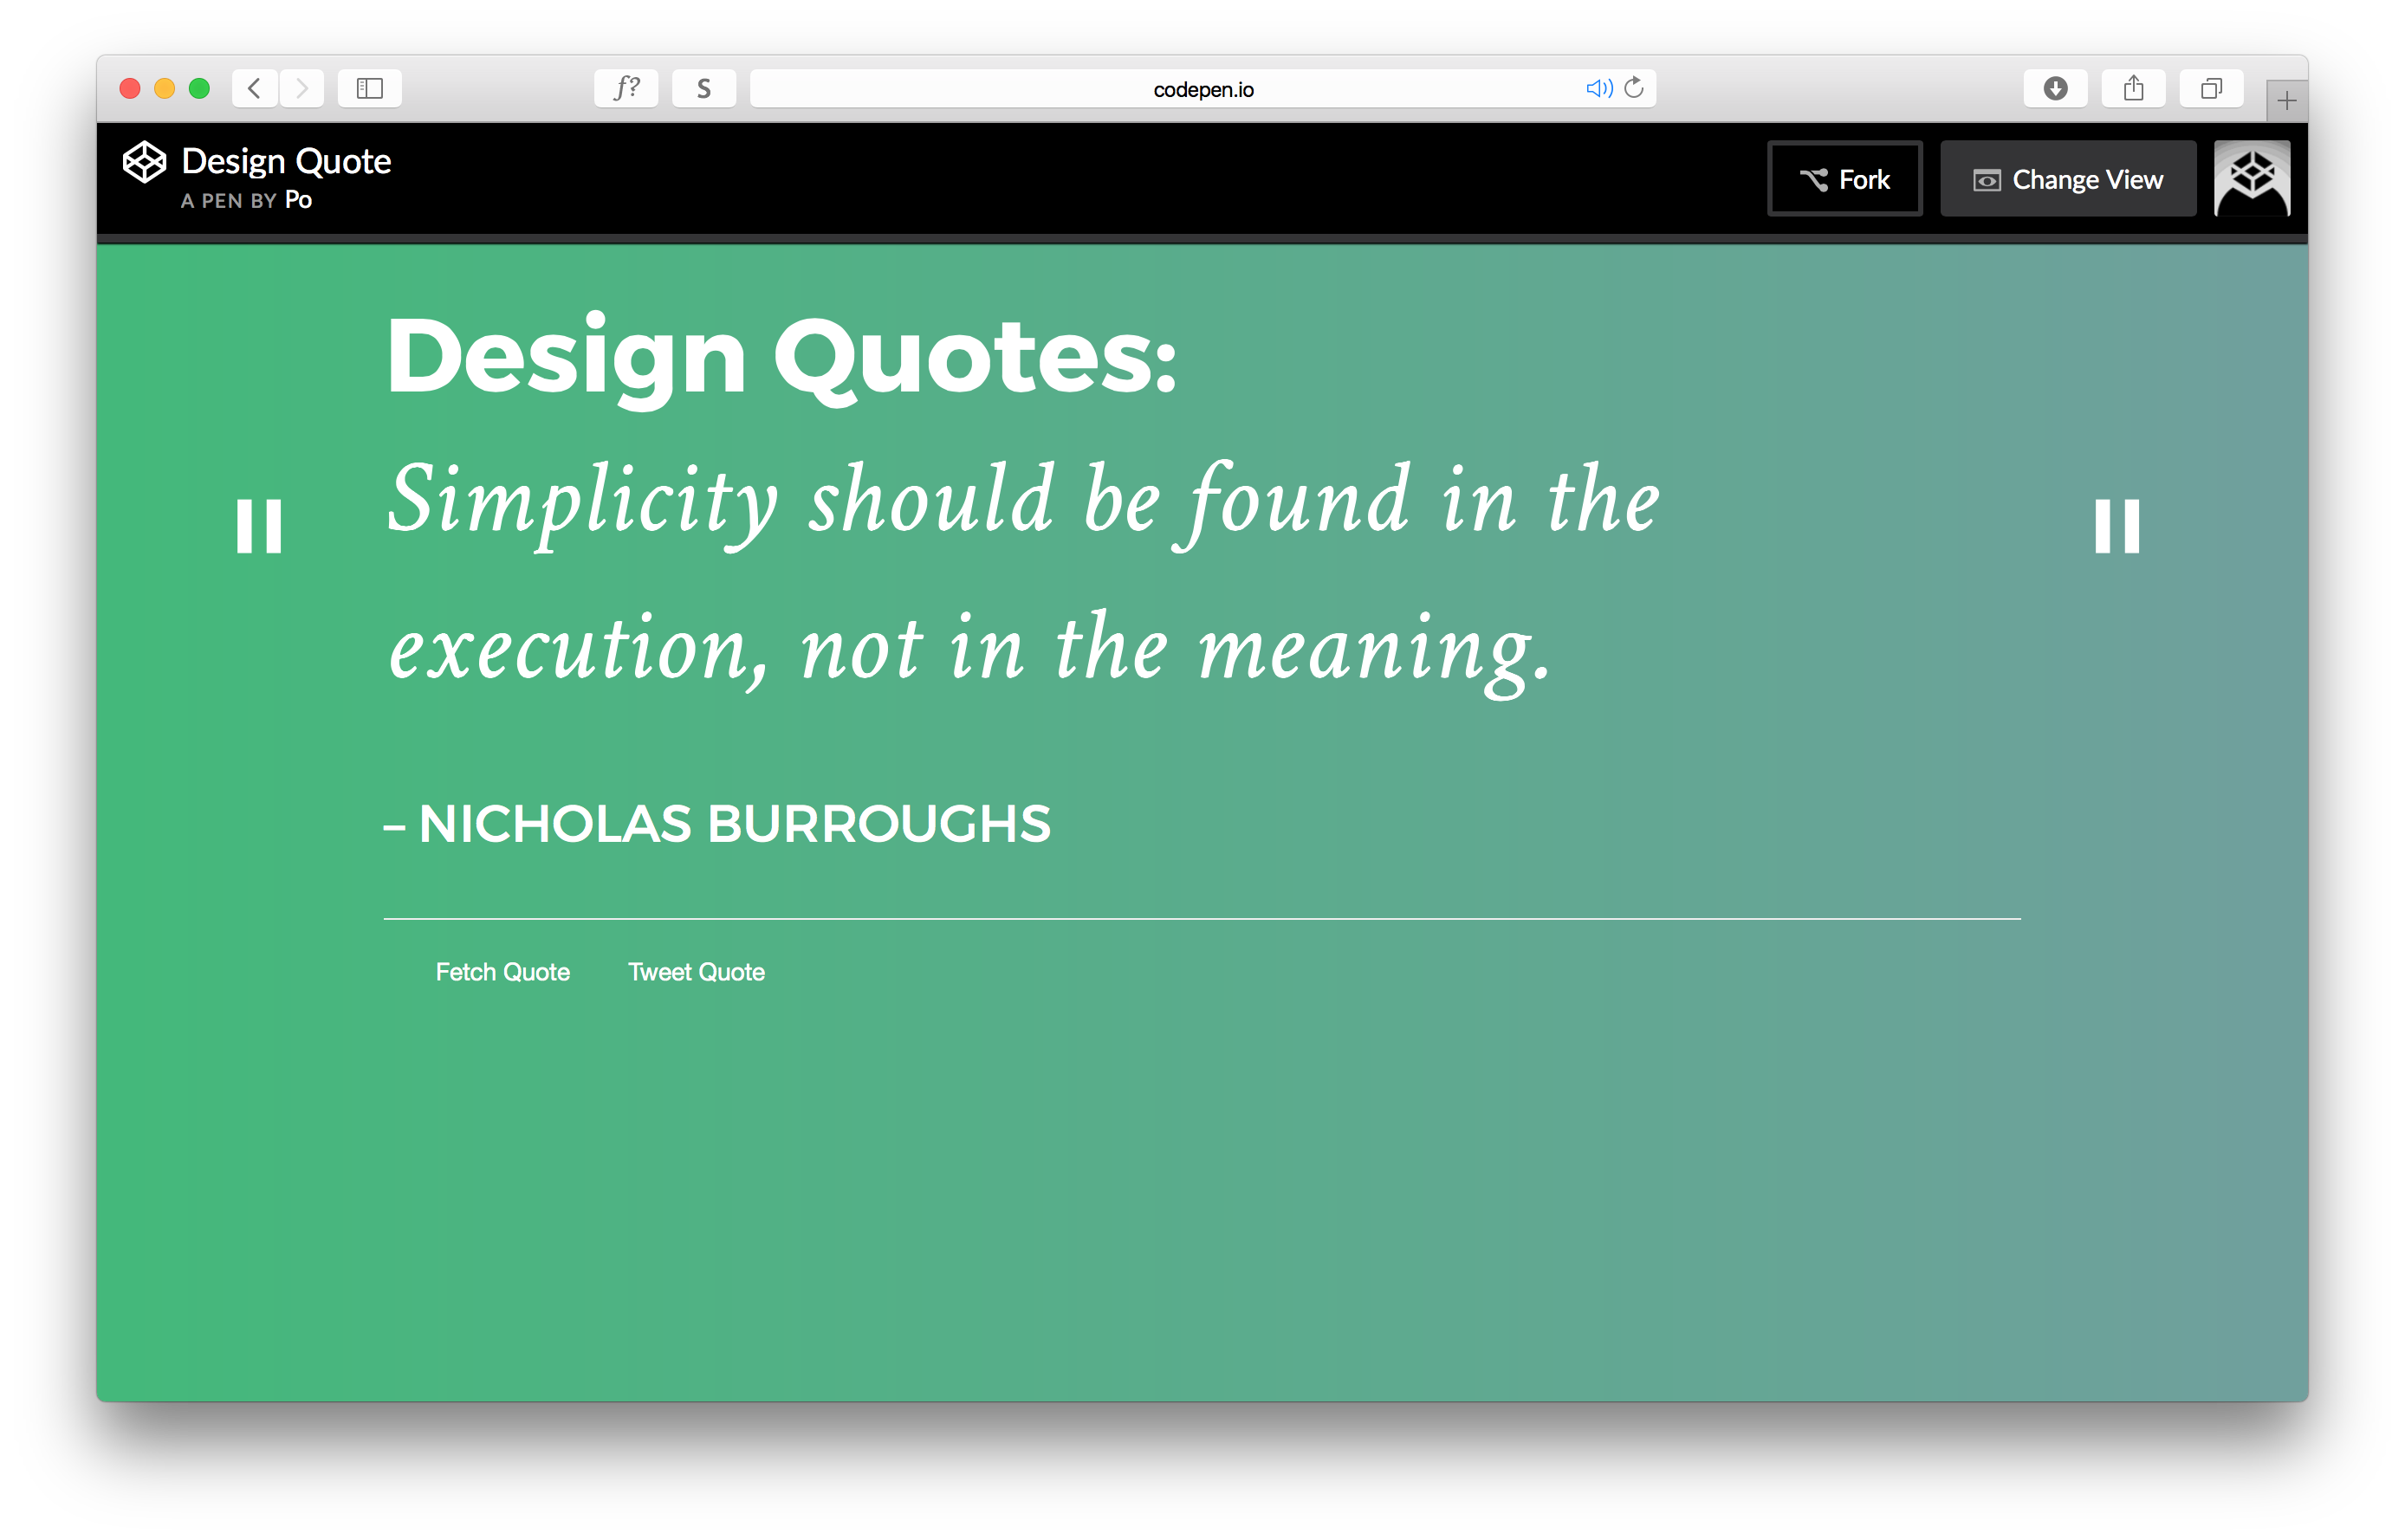 f?
S
codepen.io
Design Quote
A PEN BY Po
Fork
Change View
Design Quotes:
Simplicity should be found in the
execution, not in the meaning.
– NICHOLAS BURROUGHS
Fetch Quote
Tweet Quote